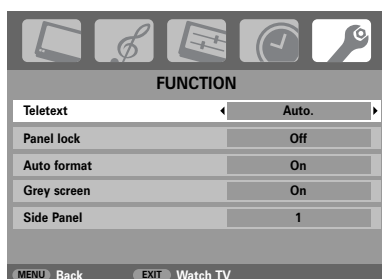 FUNCTION
Teletext Auto.
Panel lock Off
Auto format On
Grey screen On
Side Panel 1
MENU Back EXIT Watch TV